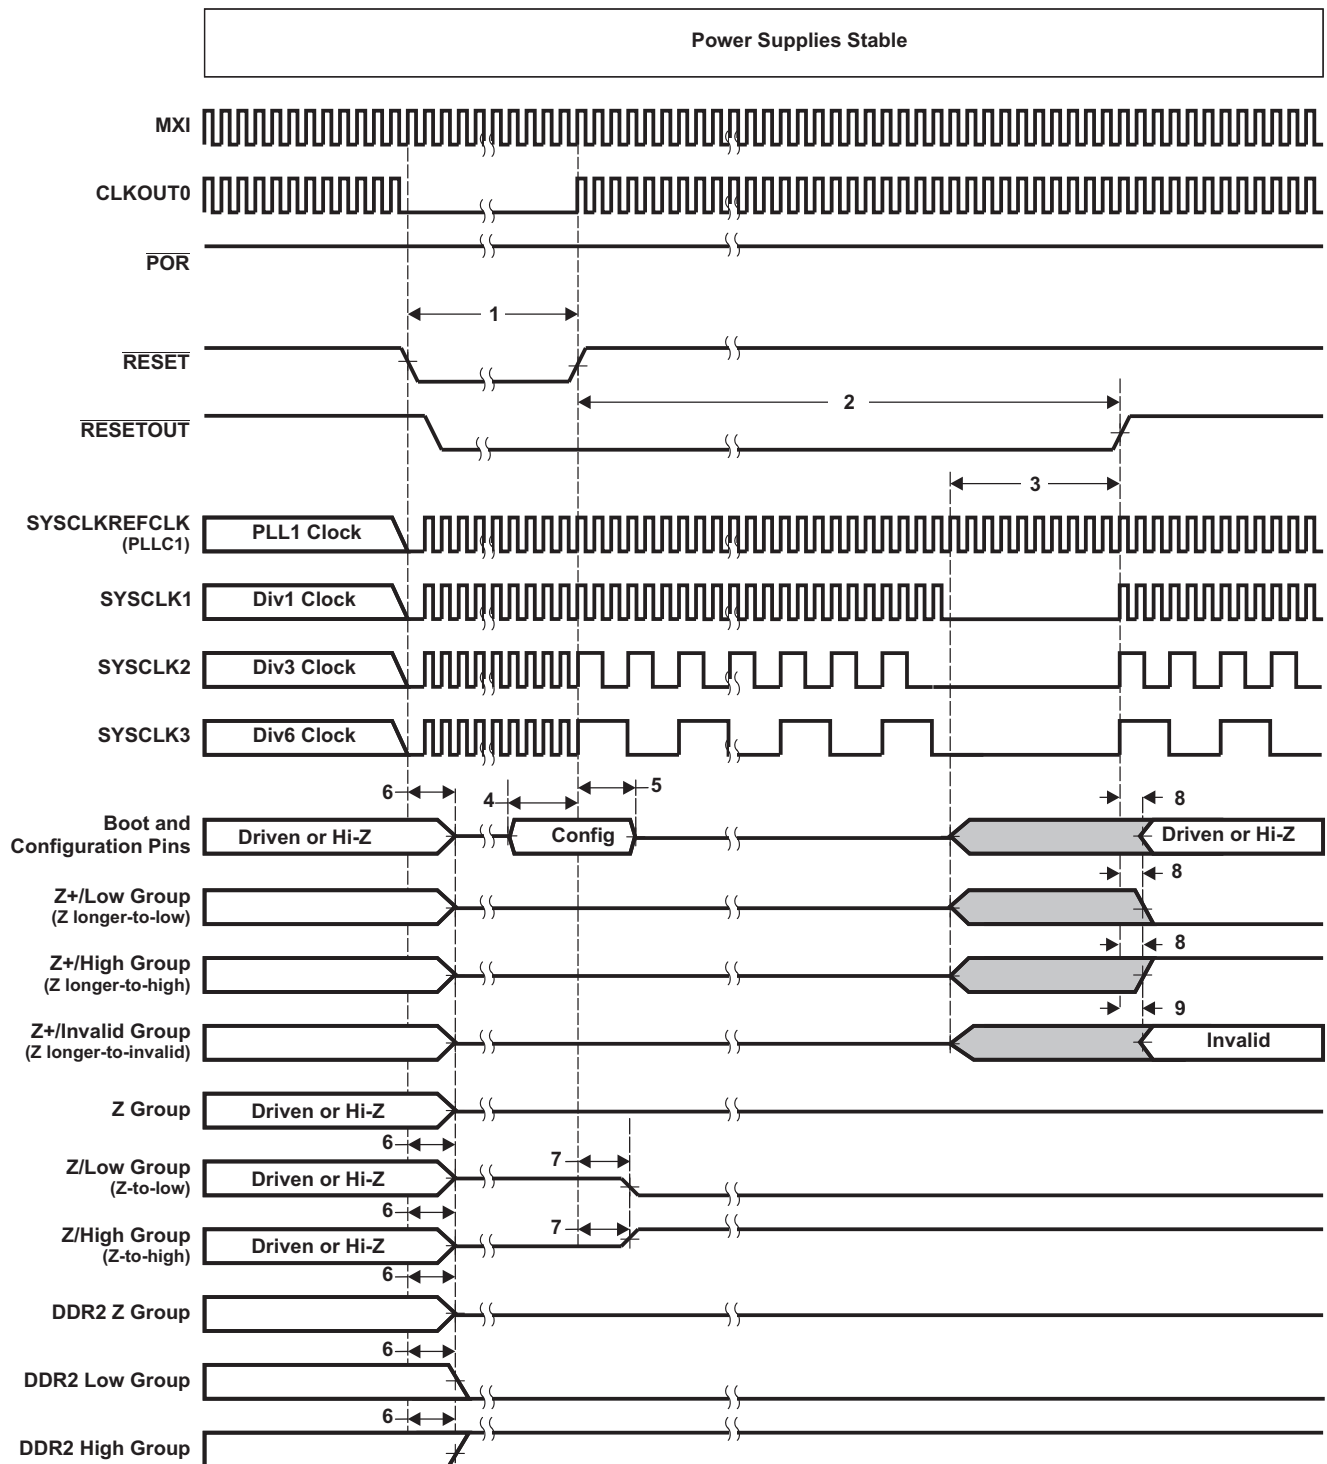 Power Supplies Stable
MXI
CLKOUT0
POR
1
RESET
2
RESETOUT
3
SYSCLKREFCLK
(PLLC1)
PLL1 Clock
SYSCLK1
Div1 Clock
SYSCLK2
Div3 Clock
SYSCLK3
Div6 Clock
6
4
5
8
Boot and
Configuration Pins
Driven or Hi-Z
Config
Driven or Hi-Z
8
Z+/Low Group
(Z longer-to-low)
8
Z+/High Group
(Z longer-to-high)
9
Z+/Invalid Group
(Z longer-to-invalid)
Invalid
Z Group
Driven or Hi-Z
6
7
Z/Low Group
(Z-to-low)
Driven or Hi-Z
6
7
Z/High Group
(Z-to-high)
Driven or Hi-Z
6
DDR2 Z Group
6
DDR2 Low Group
6
DDR2 High Group